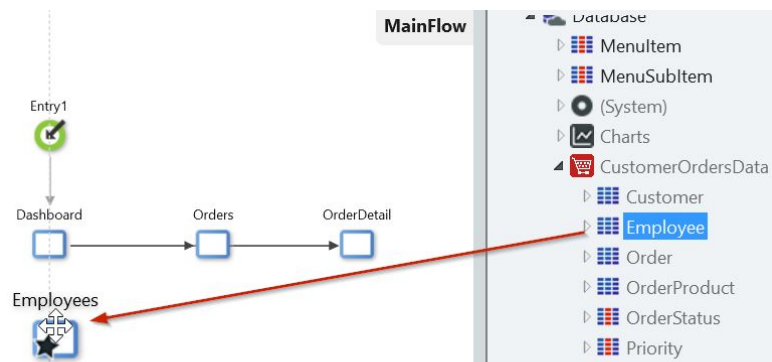 MainFlow
Entry1
Dashboard
Orders
OrderDetail
Employees
Database
MenuItem
MenuSubItem
(System)
Charts
CustomerOrdersData
Customer
Employee
Order
OrderProduct
OrderStatus
Priority